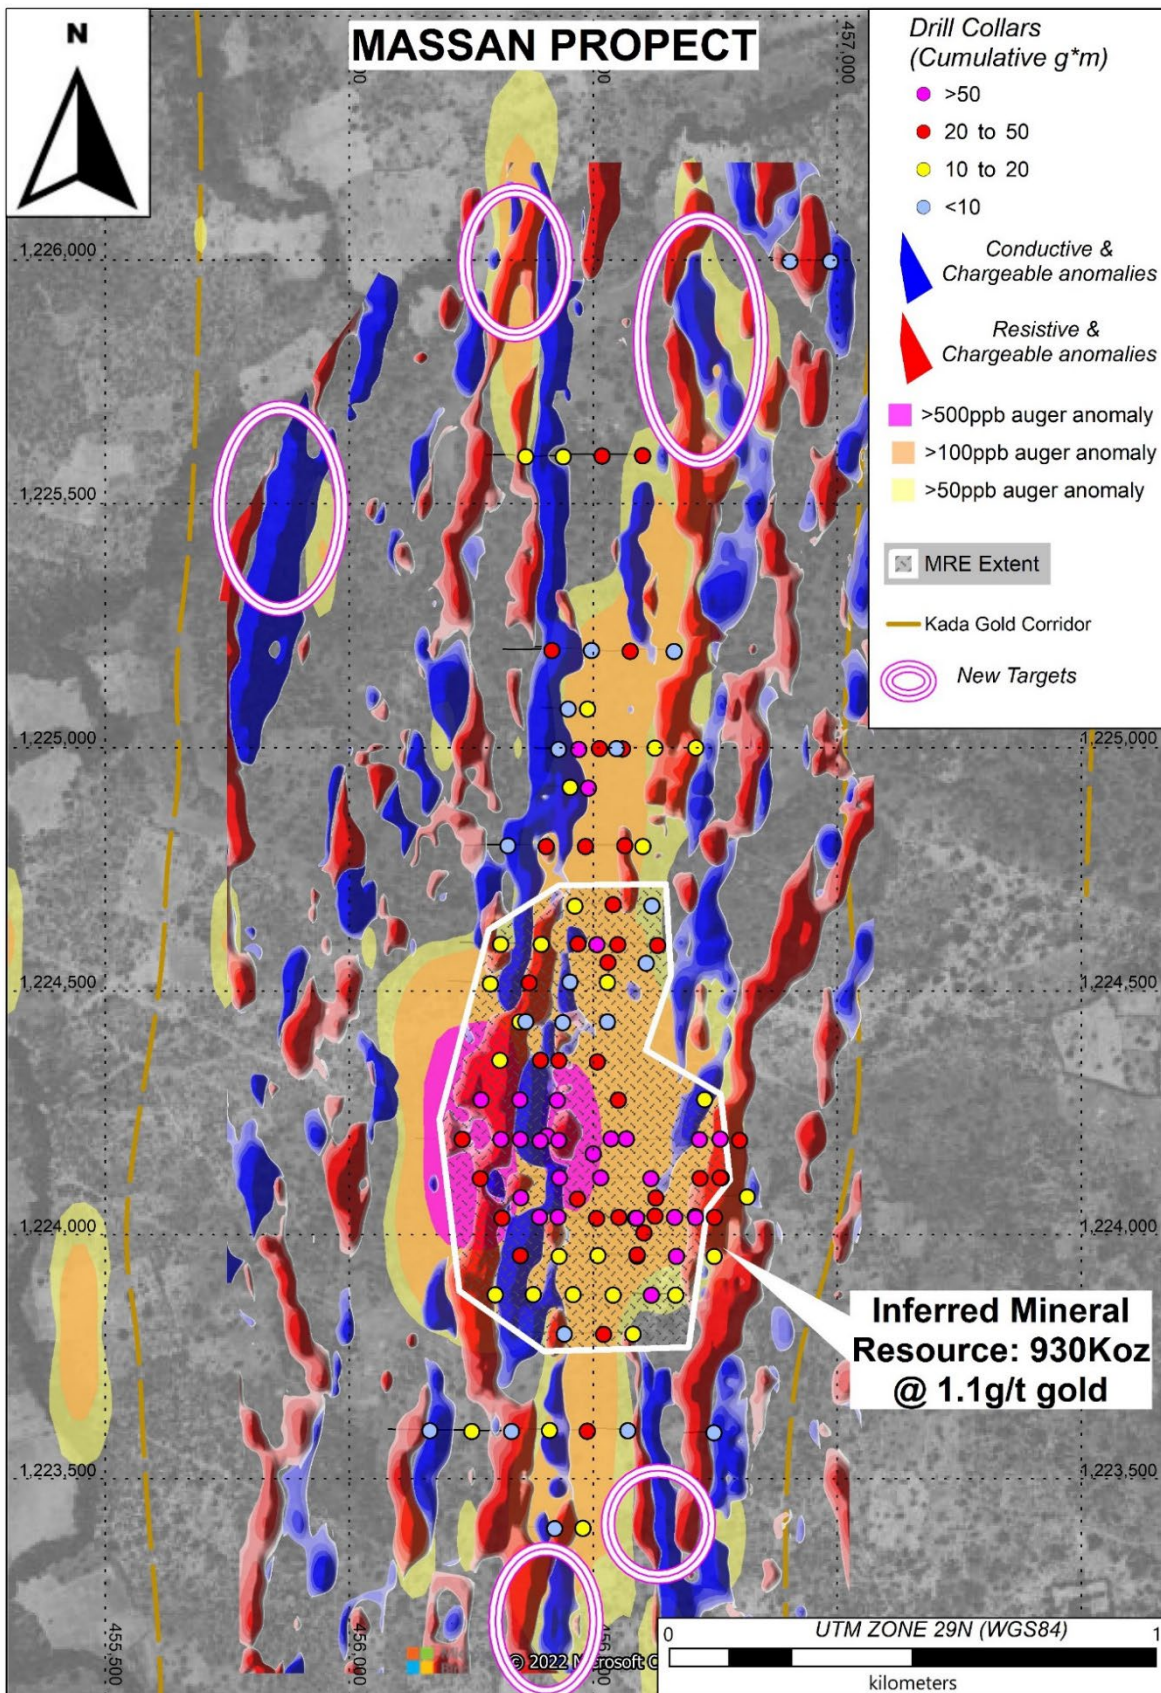 MASSAN PROPECT
N
Drill Collars
(Cumulative g*m)
>50
20 to 50
10 to 20
<10
Conductive &
Chargeable anomalies
Resistive &
Chargeable anomalies
>500ppb auger anomaly
>100ppb auger anomaly
>50ppb auger anomaly
MRE Extent
Kada Gold Corridor
New Targets
457,000
1,226,000
1,225,500
1,225,000
1,225,000
1,224,500
1,224,500
1,224,000
1,224,000
1,223,500
1,223,500
Inferred Mineral
Resource: 930Koz
@ 1.1g/t gold
455,500
456,000
© 2022 Microsoft C
UTM ZONE 29N (WGS84)
0 1
kilometers